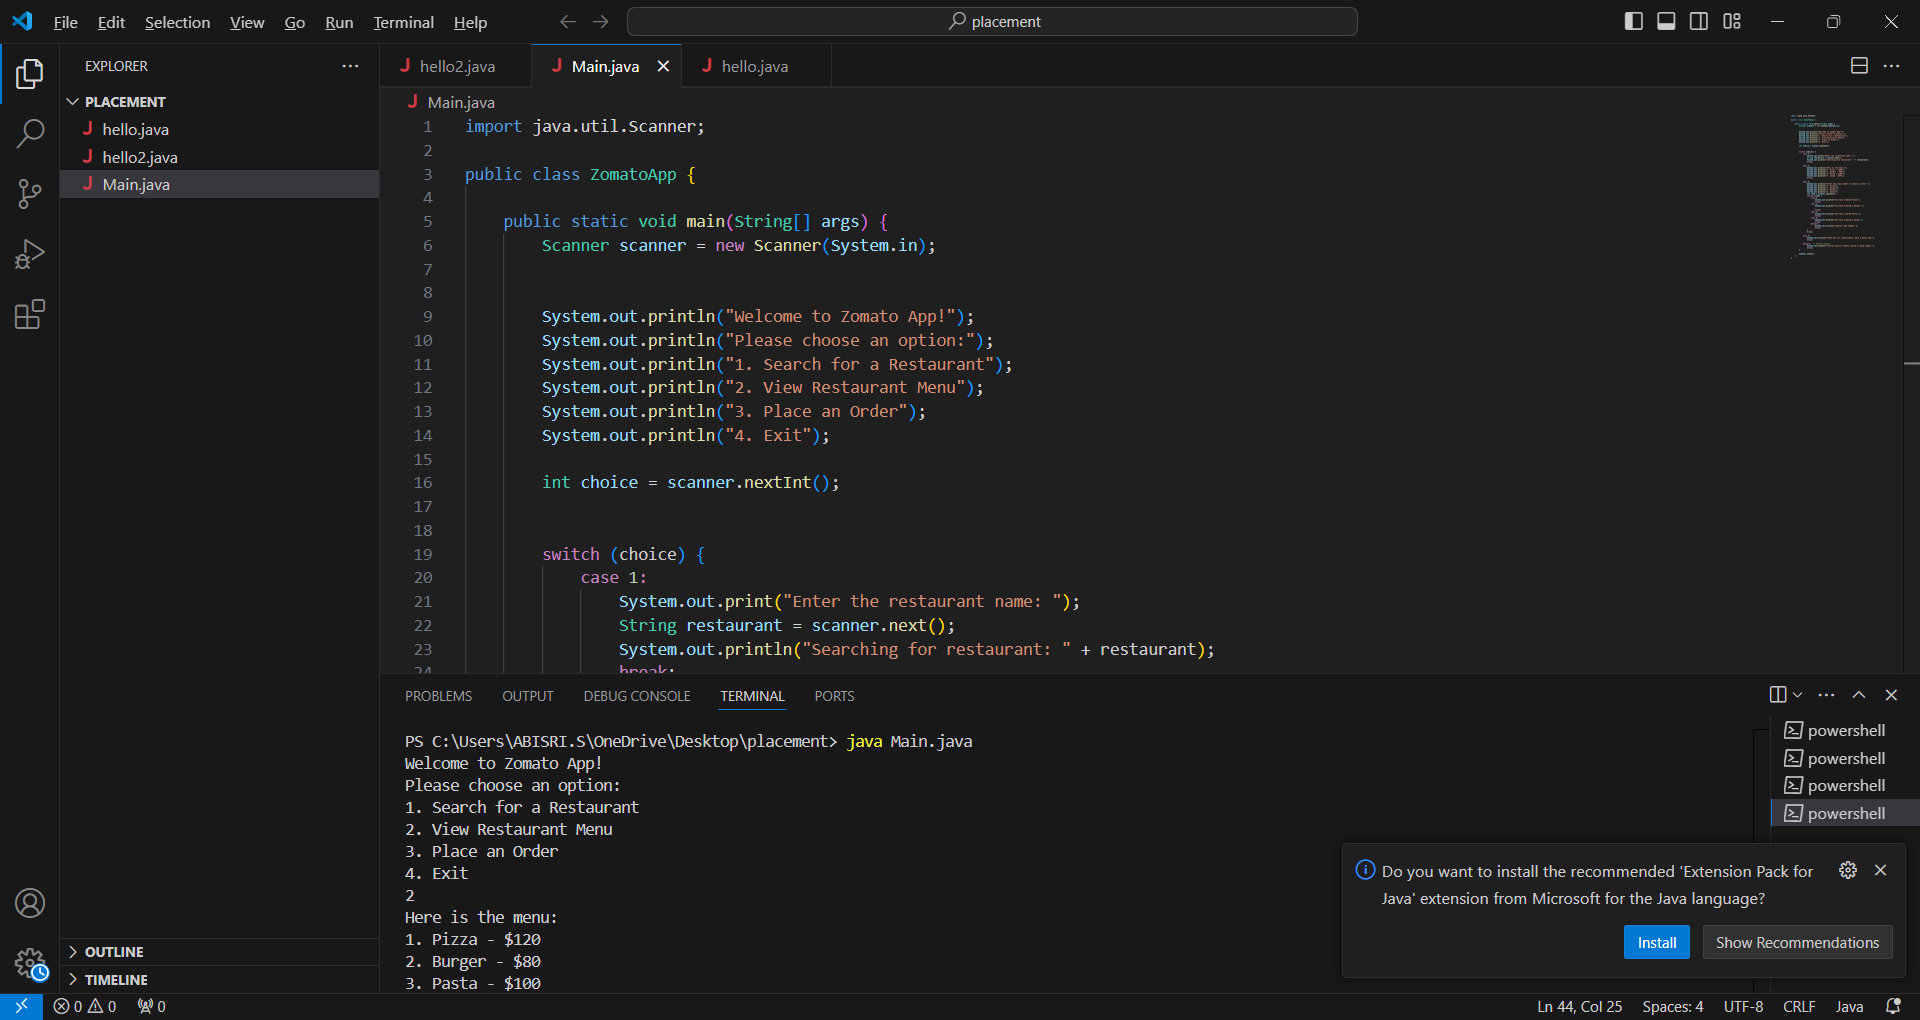 File Edit Selection View Go Run Terminal Help
placement
EXPLORER
PLACEMENT
hello.java
hello2.java
Main.java
OUTLINE
TIMELINE
hello2.java Main.java hello.java
Main.java
1 import java.util.Scanner;
2
3 public class ZomatoApp {
4
5 public static void main(String[] args) {
6 Scanner scanner = new Scanner(System.in);
7
8
9 System.out.println("Welcome to Zomato App!");
10 System.out.println("Please choose an option:");
11 System.out.println("1. Search for a Restaurant");
12 System.out.println("2. View Restaurant Menu");
13 System.out.println("3. Place an Order");
14 System.out.println("4. Exit");
15
16 int choice = scanner.nextInt();
17
18
19 switch (choice) {
20 case 1:
21 System.out.print("Enter the restaurant name: ");
22 String restaurant = scanner.next();
23 System.out.println("Searching for restaurant: " + restaurant);
24 break;
PROBLEMS OUTPUT DEBUG CONSOLE TERMINAL PORTS
PS C:\Users\ABISRI.S\OneDrive\Desktop\placement> java Main.java
Welcome to Zomato App!
Please choose an option:
1. Search for a Restaurant
2. View Restaurant Menu
3. Place an Order
4. Exit
2
Here is the menu:
1. Pizza - $120
2. Burger - $80
3. Pasta - $100
powershell
powershell
powershell
powershell
Do you want to install the recommended 'Extension Pack for
Java' extension from Microsoft for the Java language?
Install Show Recommendations
0 0 0
Ln 44, Col 25 Spaces: 4 UTF-8 CRLF Java